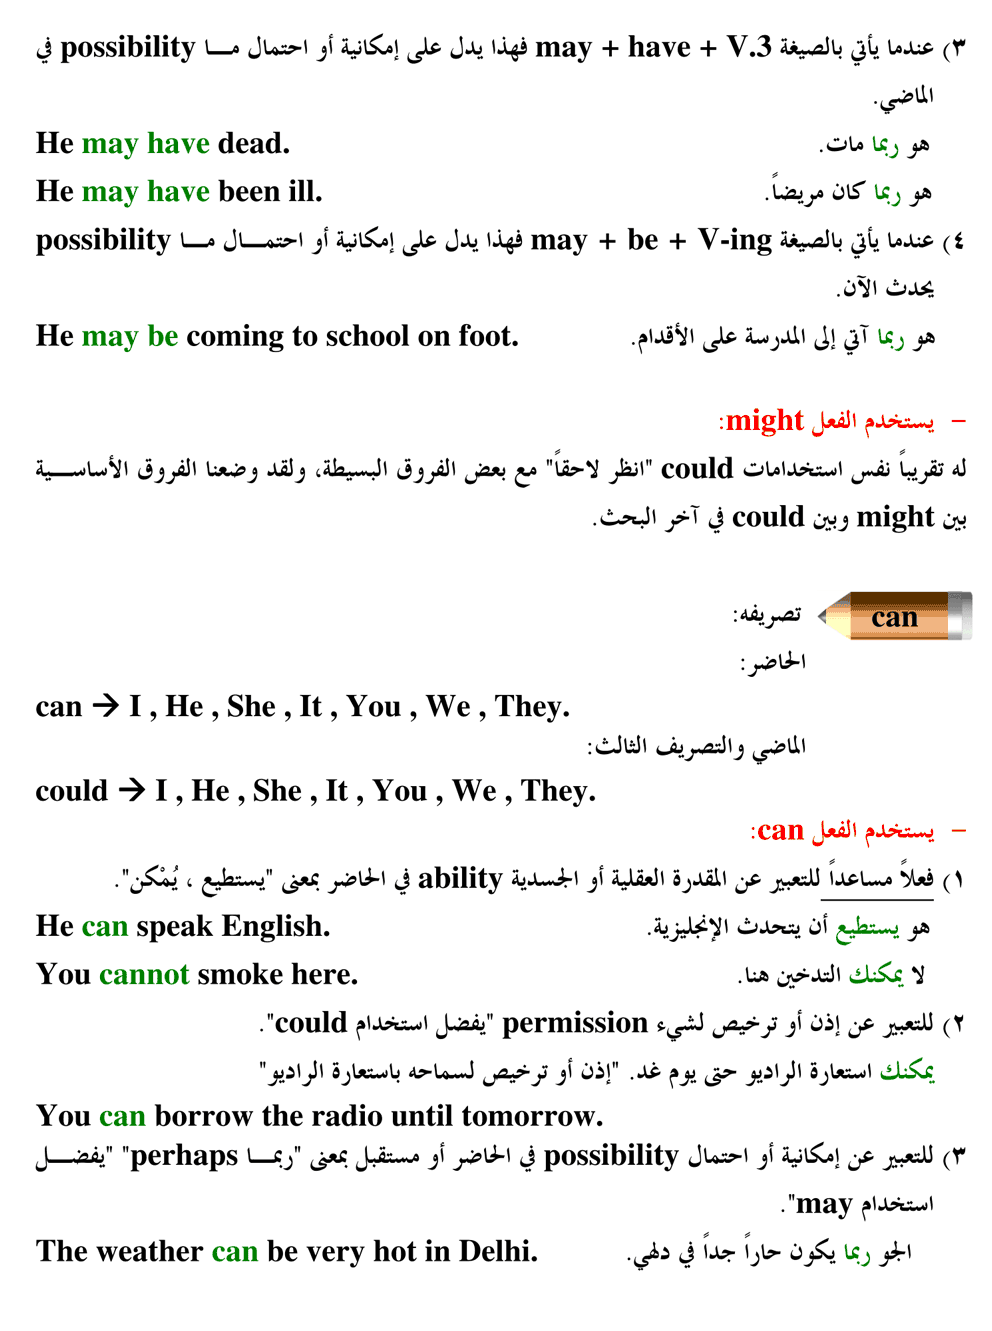 ٣) عندما يأتي بالصيغة may + have + V.3 فهذا يدل على إمكانية أو احتمال مـــا possibility في
الماضي.
هو ربما مات. He may have dead.
هو ربما كان مريضاً. He may have been ill.
٤) عندما يأتي بالصيغة may + be + V-ing فهذا يدل على إمكانية أو احتمـــال مـــا possibility
يحدث الآن.
هو ربما آتي إلى المدرسة على الأقدام. He may be coming to school on foot.
– يستخدم الفعل might:
له تقريباً نفس استخدامات could "انظر لاحقاً" مع بعض الفروق البسيطة، ولقد وضعنا الفروق الأساســـية
بين might وبين could في آخر البحث.
can تصريفه:
الحاضر:
can → I , He , She , It , You , We , They.
الماضي والتصريف الثالث:
could → I , He , She , It , You , We , They.
– يستخدم الفعل can:
١) فعلاً مساعداً للتعبير عن المقدرة العقلية أو الجسدية ability في الحاضر بمعنى "يستطيع ، يُمْكن".
هو يستطيع أن يتحدث الإنجليزية. He can speak English.
لا يمكنك التدخين هنا. You cannot smoke here.
٢) للتعبير عن إذن أو ترخيص لشيء permission "يفضل استخدام could".
يمكنك استعارة الراديو حتى يوم غد. "إذن أو ترخيص لسماحه باستعارة الراديو"
You can borrow the radio until tomorrow.
٣) للتعبير عن إمكانية أو احتمال possibility في الحاضر أو مستقبل بمعنى "ربمـــا perhaps" "يفضـــل
استخدام may".
الجو ربما يكون حاراً جداً في دلهي. The weather can be very hot in Delhi.